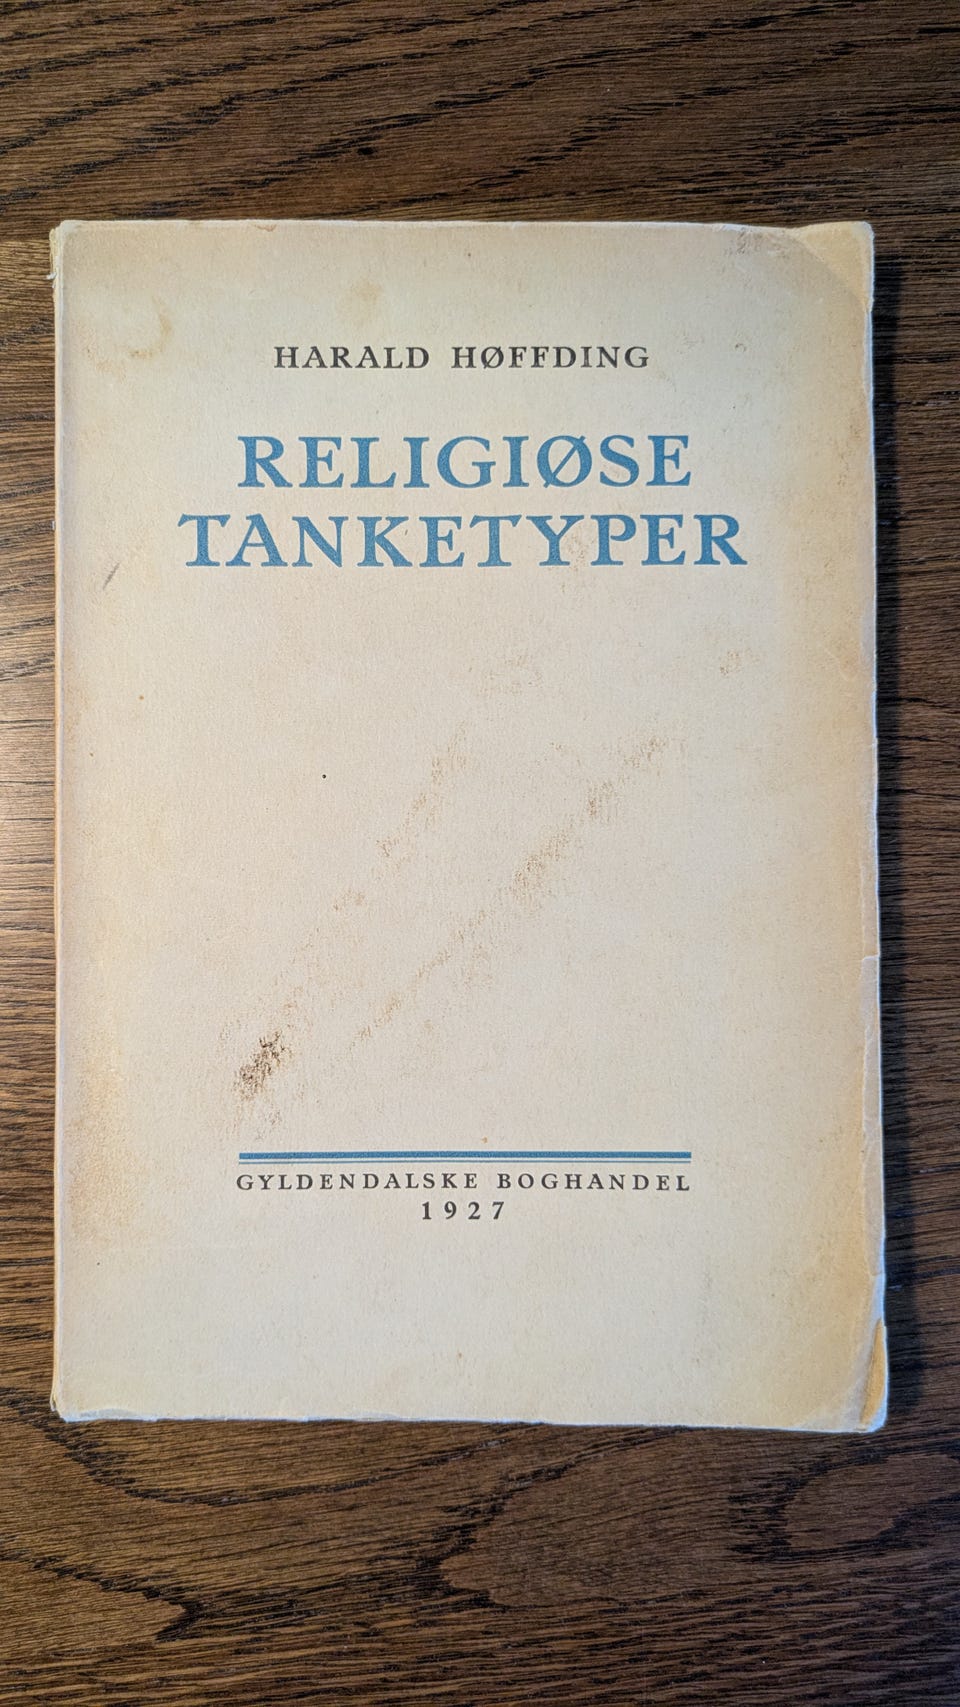 HARALD HØFFDING
RELIGIØSE
TANKETYPER
GYLDENDALSKE BOGHANDEL
1927